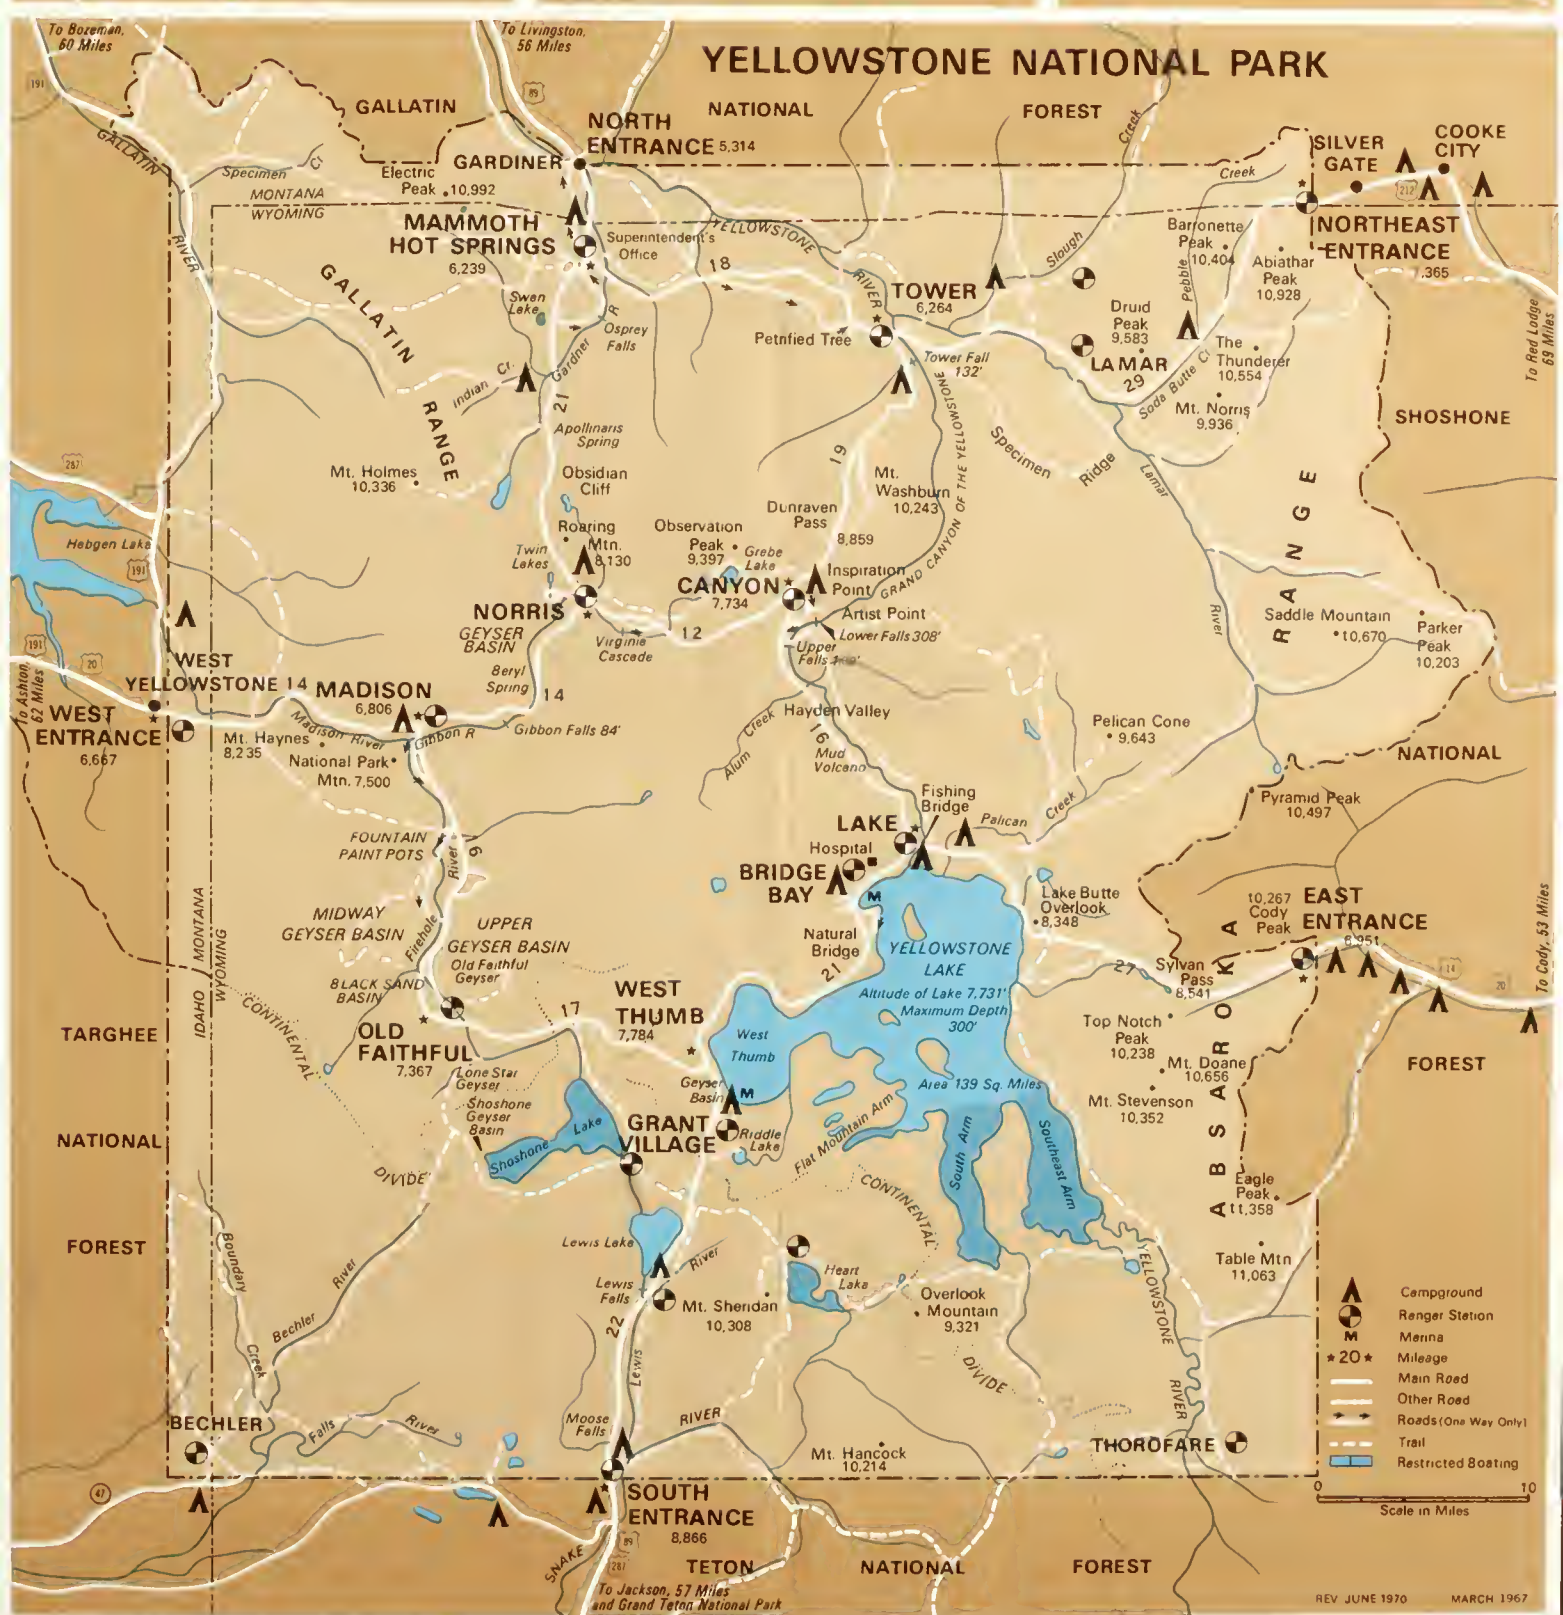 To Bozeman,
60 Miles
To Livingston,
56 Miles
YELLOWSTONE NATIONAL PARK
191
89
GALLATIN
NATIONAL
FOREST
GALLATIN
RIVER
Specimen
Cr
MONTANA
WYOMING
Electric
Peak 10,992
GARDINER
NORTH
ENTRANCE 5,314
Creek
Slough
Creek
SILVER
GATE
COOKE
CITY
212
NORTHEAST
ENTRANCE
7,365
MAMMOTH
HOT SPRINGS
6,239
Superintendent's
Office
18
YELLOWSTONE
RIVER
TOWER
6,264
Barronette
Peak
10,404
Pebble
Abiathar
Peak
10,928
Druid
Peak
9,583
LAMAR
29
The
Thunderer
10,554
Soda Butte Cr
Mt. Norris
9,936
To Red Lodge
69 Miles
SHOSHONE
GALLATIN
RANGE
Swan
Lake
Gardner
R
Osprey
Falls
Indian Cr.
21
Petrified Tree
Tower Fall
132'
Apollinaris
Spring
Mt. Holmes
10,336
Obsidian
Cliff
19
Mt.
Washburn
10,243
GRAND CANYON OF THE YELLOWSTONE
Specimen
Ridge
Lamar
River
Dunraven
Pass
8,859
287
Hebgen Lake
191
Roaring
Mtn.
8,130
Twin
Lakes
Observation
Peak
9,397
Grebe
Lake
CANYON
7,734
Inspiration
Point
Artist Point
Lower Falls 308'
Upper
Falls
NORRIS
GEYSER
BASIN
Virginia
Cascade
12
Beryl
Spring
14
Saddle Mountain
10,670
Parker
Peak
10,203
191
20
To Ashton,
62 Miles
WEST
YELLOWSTONE 14
WEST
ENTRANCE
6,667
MADISON
6,806
Madison River
Gibbon R
Gibbon Falls 84'
Mt. Haynes
8,235
National Park
Mtn. 7,500
Alum
Creek
Hayden Valley
16
Mud
Volcano
Pelican Cone
9,643
NATIONAL
Pyramid Peak
10,497
FOUNTAIN
PAINT POTS
River
16
Fishing
Bridge
LAKE
Pelican
Creek
Hospital
BRIDGE
BAY
M
Lake Butte
Overlook
8,348
Natural
Bridge
21
YELLOWSTONE
LAKE
Altitude of Lake 7,731'
Maximum Depth
300'
Area 139 Sq. Miles
10,267
Cody
Peak
EAST
ENTRANCE
6,951
27
Sylvan
Pass
8,541
14
20
To Cody, 53 Miles
IDAHO MONTANA
WYOMING
MIDWAY
GEYSER BASIN
Firehole
UPPER
GEYSER BASIN
Old Faithful
Geyser
BLACK SAND
BASIN
OLD
FAITHFUL
7,367
17
WEST
THUMB
7,784
West
Thumb
Top Notch
Peak
10,238
Mt. Doane
10,656
Mt. Stevenson
10,352
ABSAROKA
RANGE
FOREST
TARGHEE
NATIONAL
FOREST
CONTINENTAL
DIVIDE
Lone Star
Geyser
Shoshone
Geyser
Basin
Shoshone
Lake
Geyser
Basin
M
GRANT
VILLAGE
Riddle
Lake
Flat Mountain Arm
South Arm
Southeast Arm
CONTINENTAL
DIVIDE
Eagle
Peak
11,358
Table Mtn
11,063
Boundary
Creek
Bechler
River
Lewis Lake
Lewis
Falls
River
22
Lewis
Mt. Sheridan
10,308
Heart
Lake
Overlook
Mountain
9,321
YELLOWSTONE
RIVER
BECHLER
Falls
River
Moose
Falls
RIVER
Mt. Hancock
10,214
THOROFARE
Campground
Ranger Station
M Marina
★ 20 ★ Mileage
Main Road
Other Road
Roads (One Way Only)
Trail
Restricted Boating
0 10
Scale in Miles
47
SOUTH
ENTRANCE
8,866
SNAKE
89
287
TETON
NATIONAL
FOREST
To Jackson, 57 Miles
and Grand Teton National Park
REV JUNE 1970
MARCH 1967